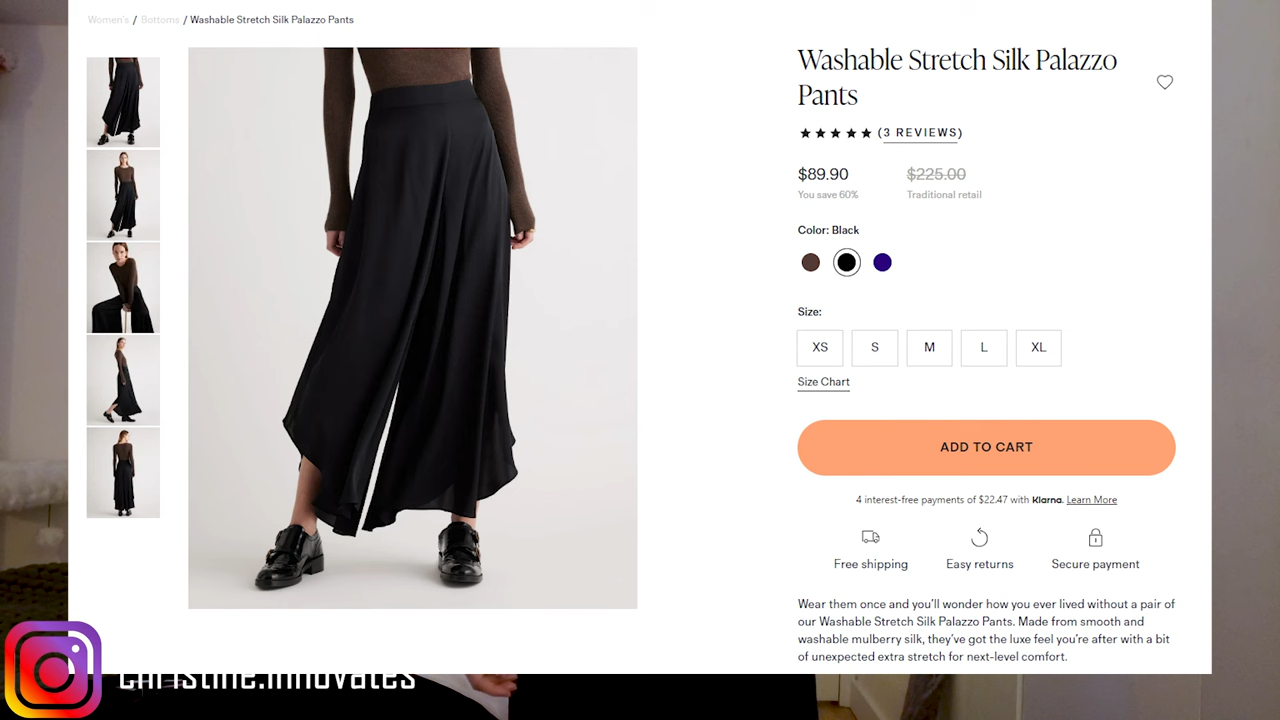 Women's / Bottoms / Washable Stretch Silk Palazzo Pants
Washable Stretch Silk Palazzo
Pants
(3 REVIEWS)
$89.90 $225.00
You save 60% Traditional retail
Color: Black
Size:
XS S M L XL
Size Chart
ADD TO CART
4 interest-free payments of $22.47 with Klarna. Learn More
Free shipping Easy returns Secure payment
Wear them once and you'll wonder how you ever lived without a pair of
our Washable Stretch Silk Palazzo Pants. Made from smooth and
washable mulberry silk, they've got the luxe feel you're after with a bit
of unexpected extra stretch for next-level comfort.
christine.innovates